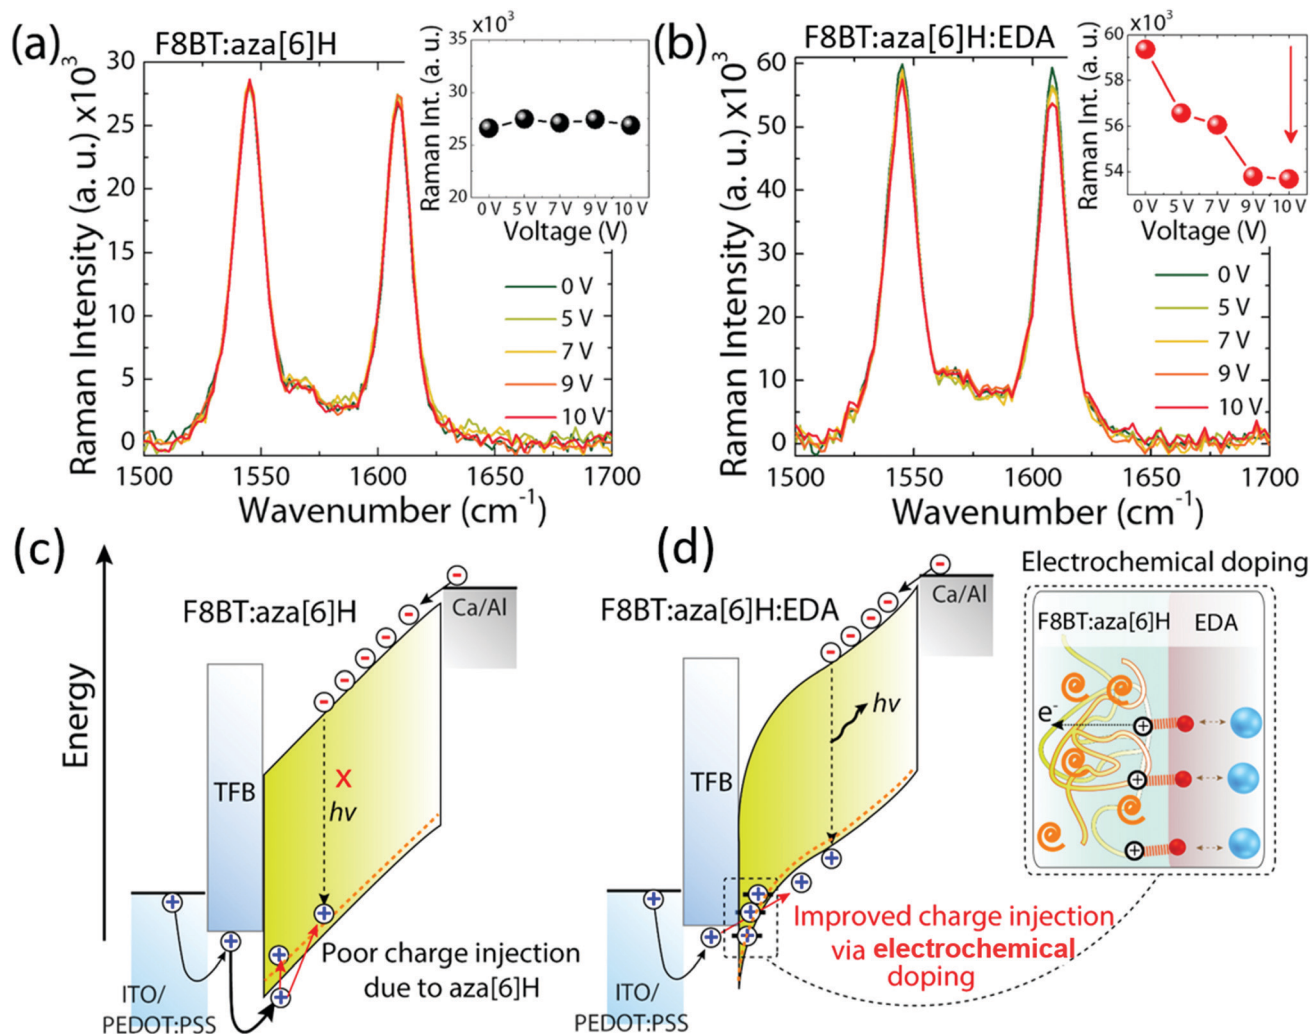 (a)
F8BT:aza[6]H
Raman Intensity (a. u.) x10³
30
25
20
15
10
5
0
1500
1550
1600
1650
1700
Wavenumber (cm⁻¹)
x10³
Raman Int. (a. u.)
35
30
25
20
0 V 5 V 7 V 9 V 10 V
Voltage (V)
0 V
5 V
7 V
9 V
10 V
(b)
F8BT:aza[6]H:EDA
Raman Intensity (a. u.) x10³
60
50
40
30
20
10
0
1500
1550
1600
1650
1700
Wavenumber (cm⁻¹)
x10³
Raman Int. (a. u.)
60
58
56
54
0 V 5 V 7 V 9 V 10 V
Voltage (V)
0 V
5 V
7 V
9 V
10 V
(c)
Energy
F8BT:aza[6]H
Ca/Al
TFB
x
hν
ITO/
PEDOT:PSS
Poor charge injection
due to aza[6]H
(d)
F8BT:aza[6]H:EDA
Ca/Al
TFB
hν
ITO/
PEDOT:PSS
Improved charge injection
via electrochemical
doping
Electrochemical doping
F8BT:aza[6]H
EDA
e⁻